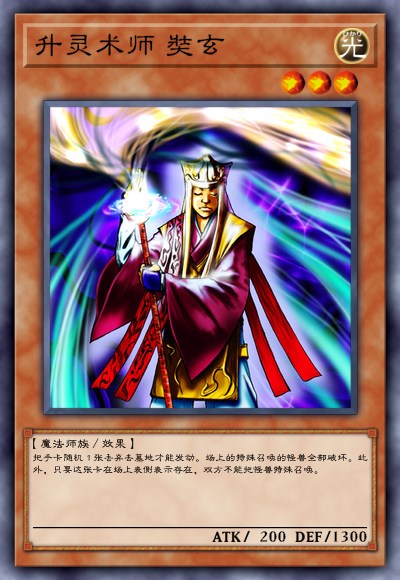 升灵术师 奘玄
光
【魔法师族／效果】
把手卡随机1张丢弃去墓地才能发动。场上的特殊召唤的怪兽全部破坏。此
外，只要这张卡在场上表侧表示存在，双方不能把怪兽特殊召唤。
ATK/ 200 DEF/1300